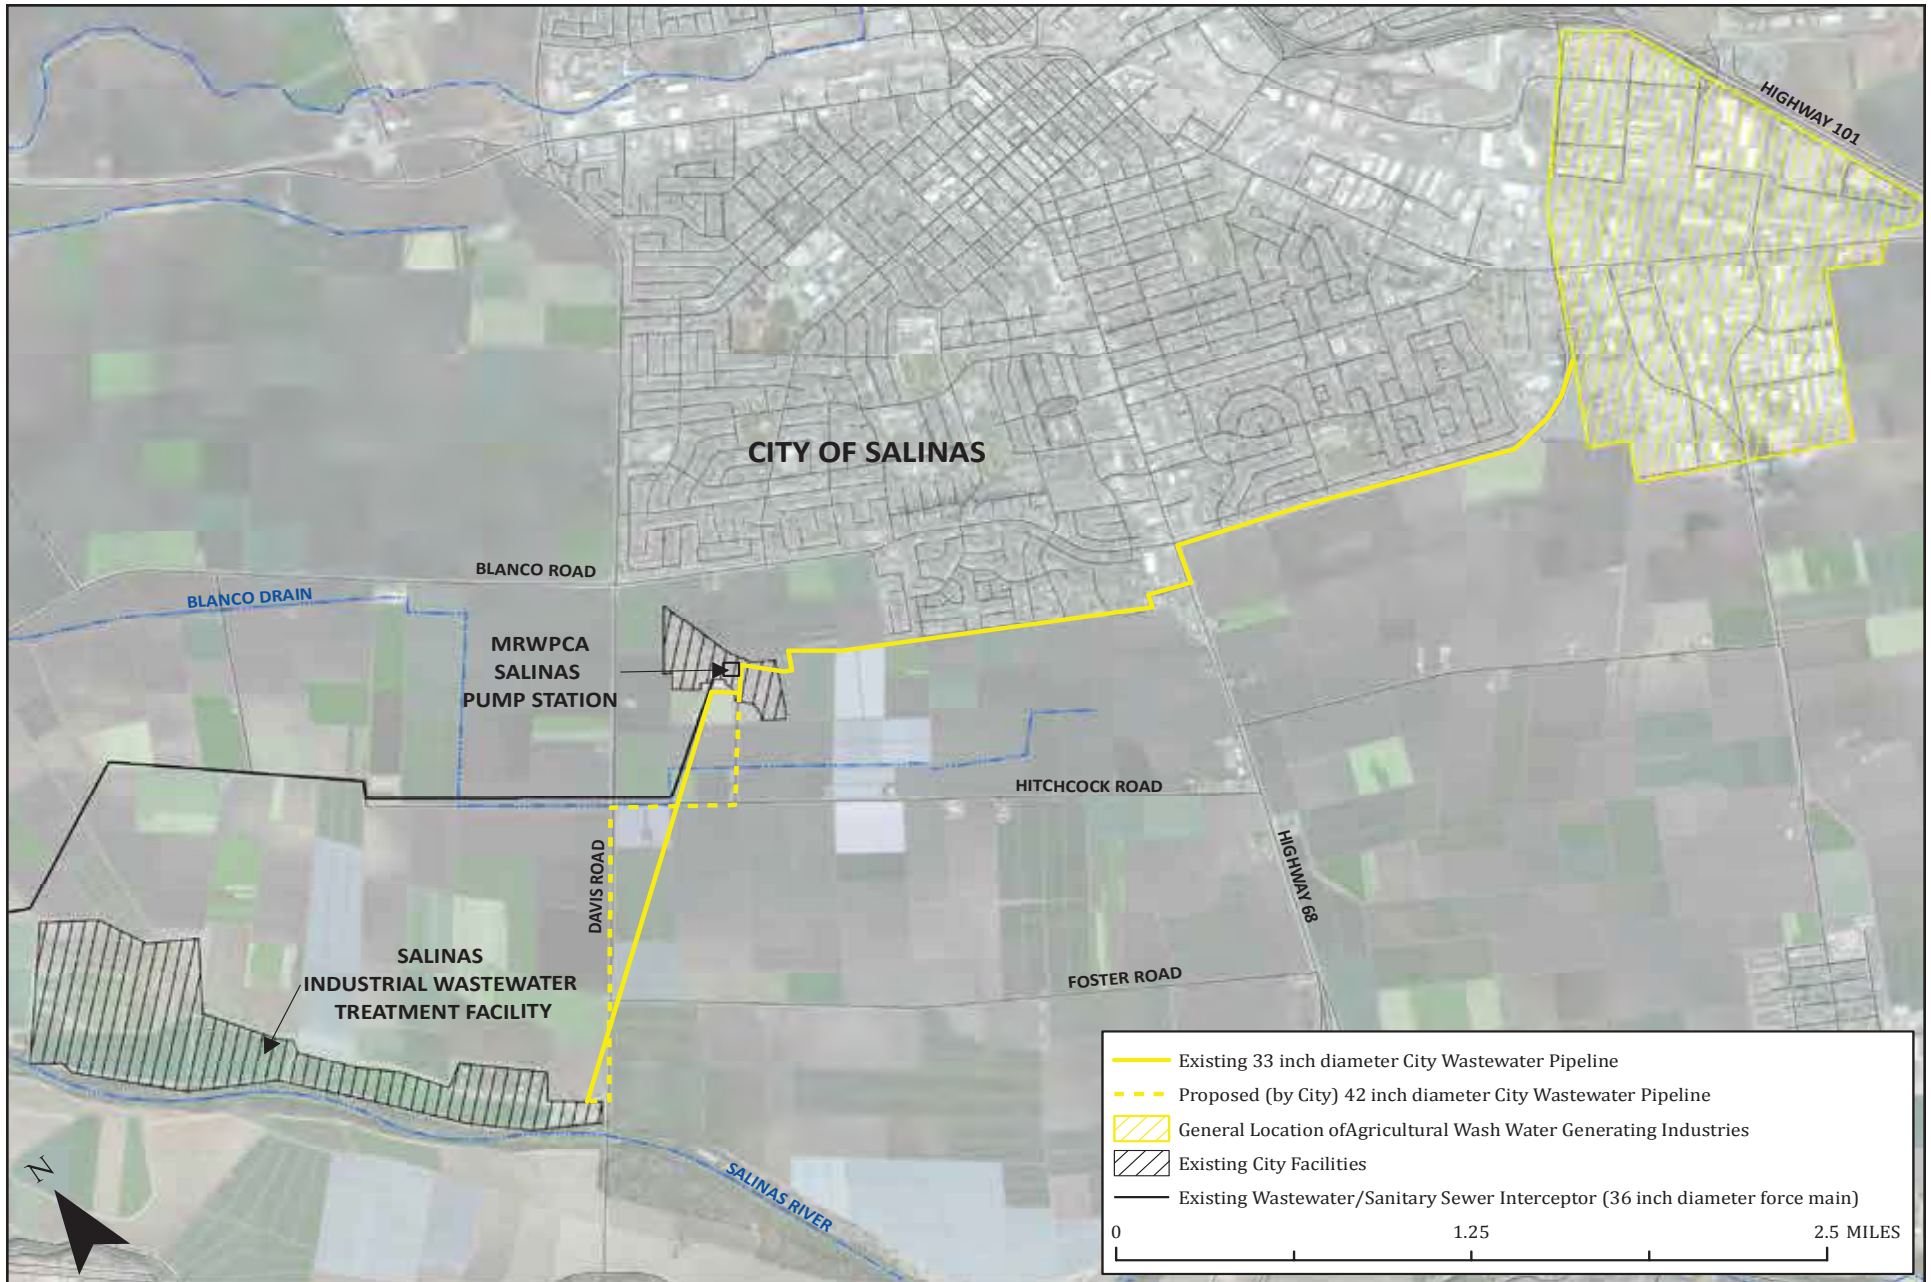 HIGHWAY 101
CITY OF SALINAS
BLANCO ROAD
BLANCO DRAIN
MRWPCA
SALINAS
PUMP STATION
HITCHCOCK ROAD
DAVIS ROAD
HIGHWAY 68
SALINAS
INDUSTRIAL WASTEWATER
TREATMENT FACILITY
FOSTER ROAD
SALINAS RIVER
N
Existing 33 inch diameter City Wastewater Pipeline
Proposed (by City) 42 inch diameter City Wastewater Pipeline
General Location ofAgricultural Wash Water Generating Industries
Existing City Facilities
Existing Wastewater/Sanitary Sewer Interceptor (36 inch diameter force main)
0 1.25 2.5 MILES